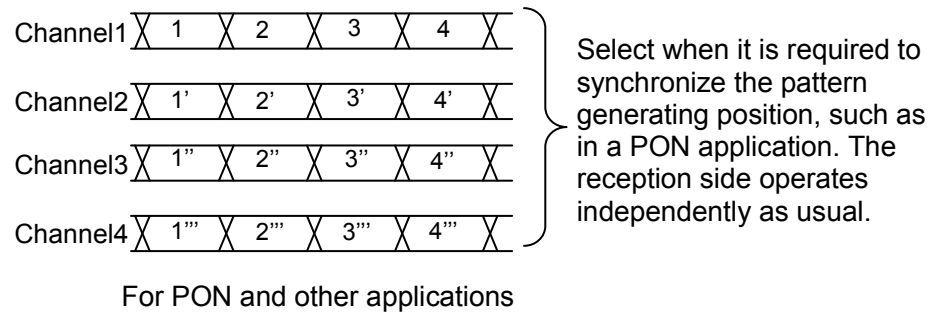 Channel1 1 2 3 4
Channel2 1’ 2’ 3’ 4’
Channel3 1’’ 2’’ 3’’ 4’’
Channel4 1’’’ 2’’’ 3’’’ 4’’’
Select when it is required to
synchronize the pattern
generating position, such as
in a PON application. The
reception side operates
independently as usual.
For PON and other applications